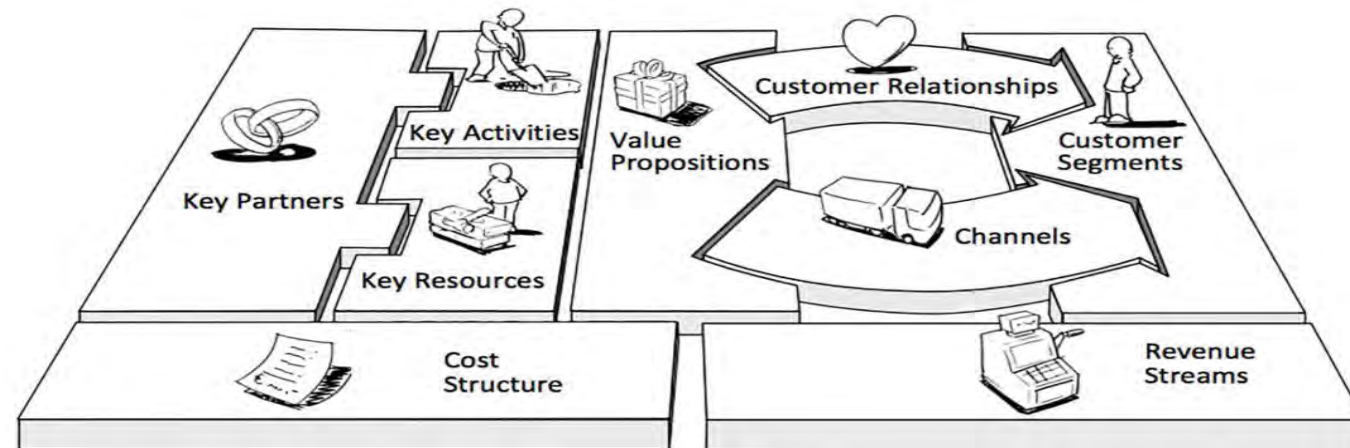 Customer Relationships
Key Activities
Value
Propositions
Customer
Segments
Key Partners
Channels
Key Resources
Cost
Structure
Revenue
Streams